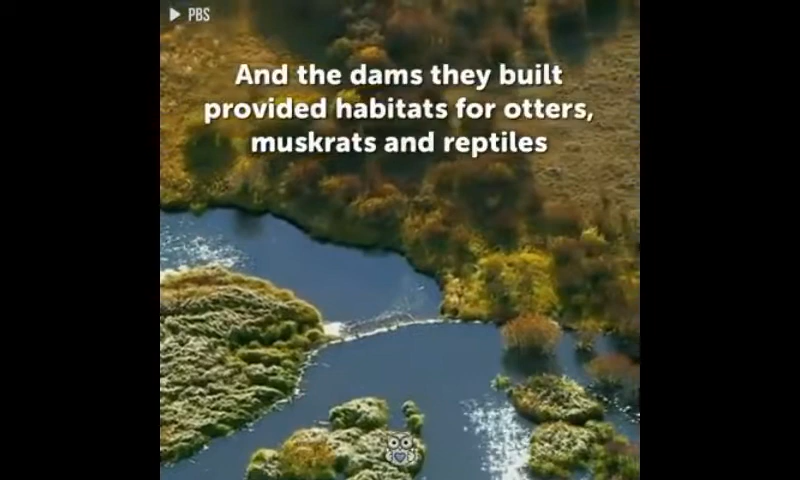 PBS
And the dams they built
provided habitats for otters,
muskrats and reptiles